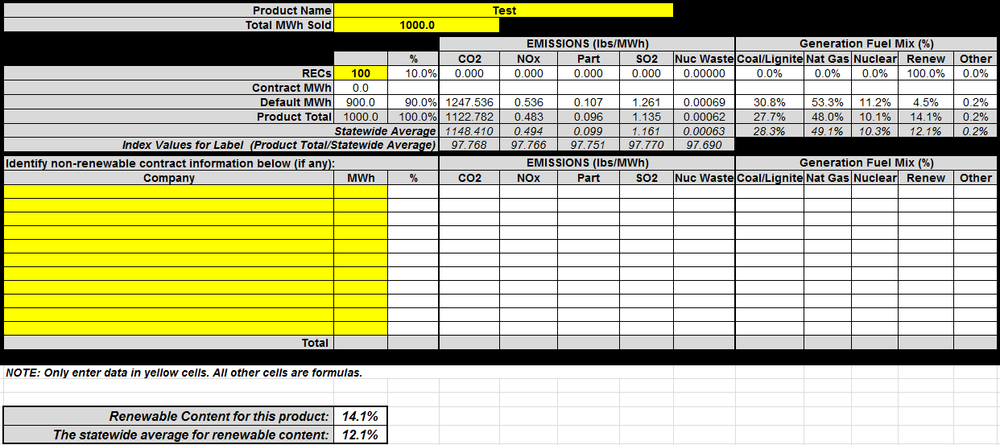 Product Name Test
Total MWh Sold 1000.0
EMISSIONS (lbs/MWh) Generation Fuel Mix (%)
% CO2 NOx Part SO2 Nuc Waste Coal/Lignite Nat Gas Nuclear Renew Other
RECs 100 10.0% 0.000 0.000 0.000 0.000 0.00000 0.0% 0.0% 0.0% 100.0% 0.0%
Contract MWh 0.0
Default MWh 900.0 90.0% 1247.536 0.536 0.107 1.261 0.00069 30.8% 53.3% 11.2% 4.5% 0.2%
Product Total 1000.0 100.0% 1122.782 0.483 0.096 1.135 0.00062 27.7% 48.0% 10.1% 14.1% 0.2%
Statewide Average 1148.410 0.494 0.099 1.161 0.00063 28.3% 49.1% 10.3% 12.1% 0.2%
Index Values for Label (Product Total/Statewide Average) 97.768 97.766 97.751 97.770 97.690
Identify non-renewable contract information below (if any): EMISSIONS (lbs/MWh) Generation Fuel Mix (%)
Company MWh % CO2 NOx Part SO2 Nuc Waste Coal/Lignite Nat Gas Nuclear Renew Other
Total
NOTE: Only enter data in yellow cells. All other cells are formulas.
Renewable Content for this product: 14.1%
The statewide average for renewable content: 12.1%